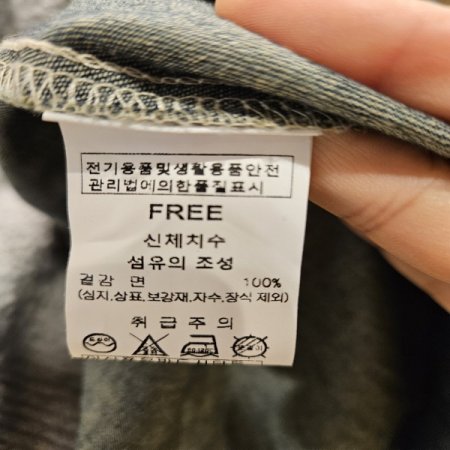 전기용품및생활용품안전
관리법에의한품질표시
FREE
신체치수
섬유의 조성
겉감 면 100%
(심지,상표,보강재,자수,장식 제외)
취급주의